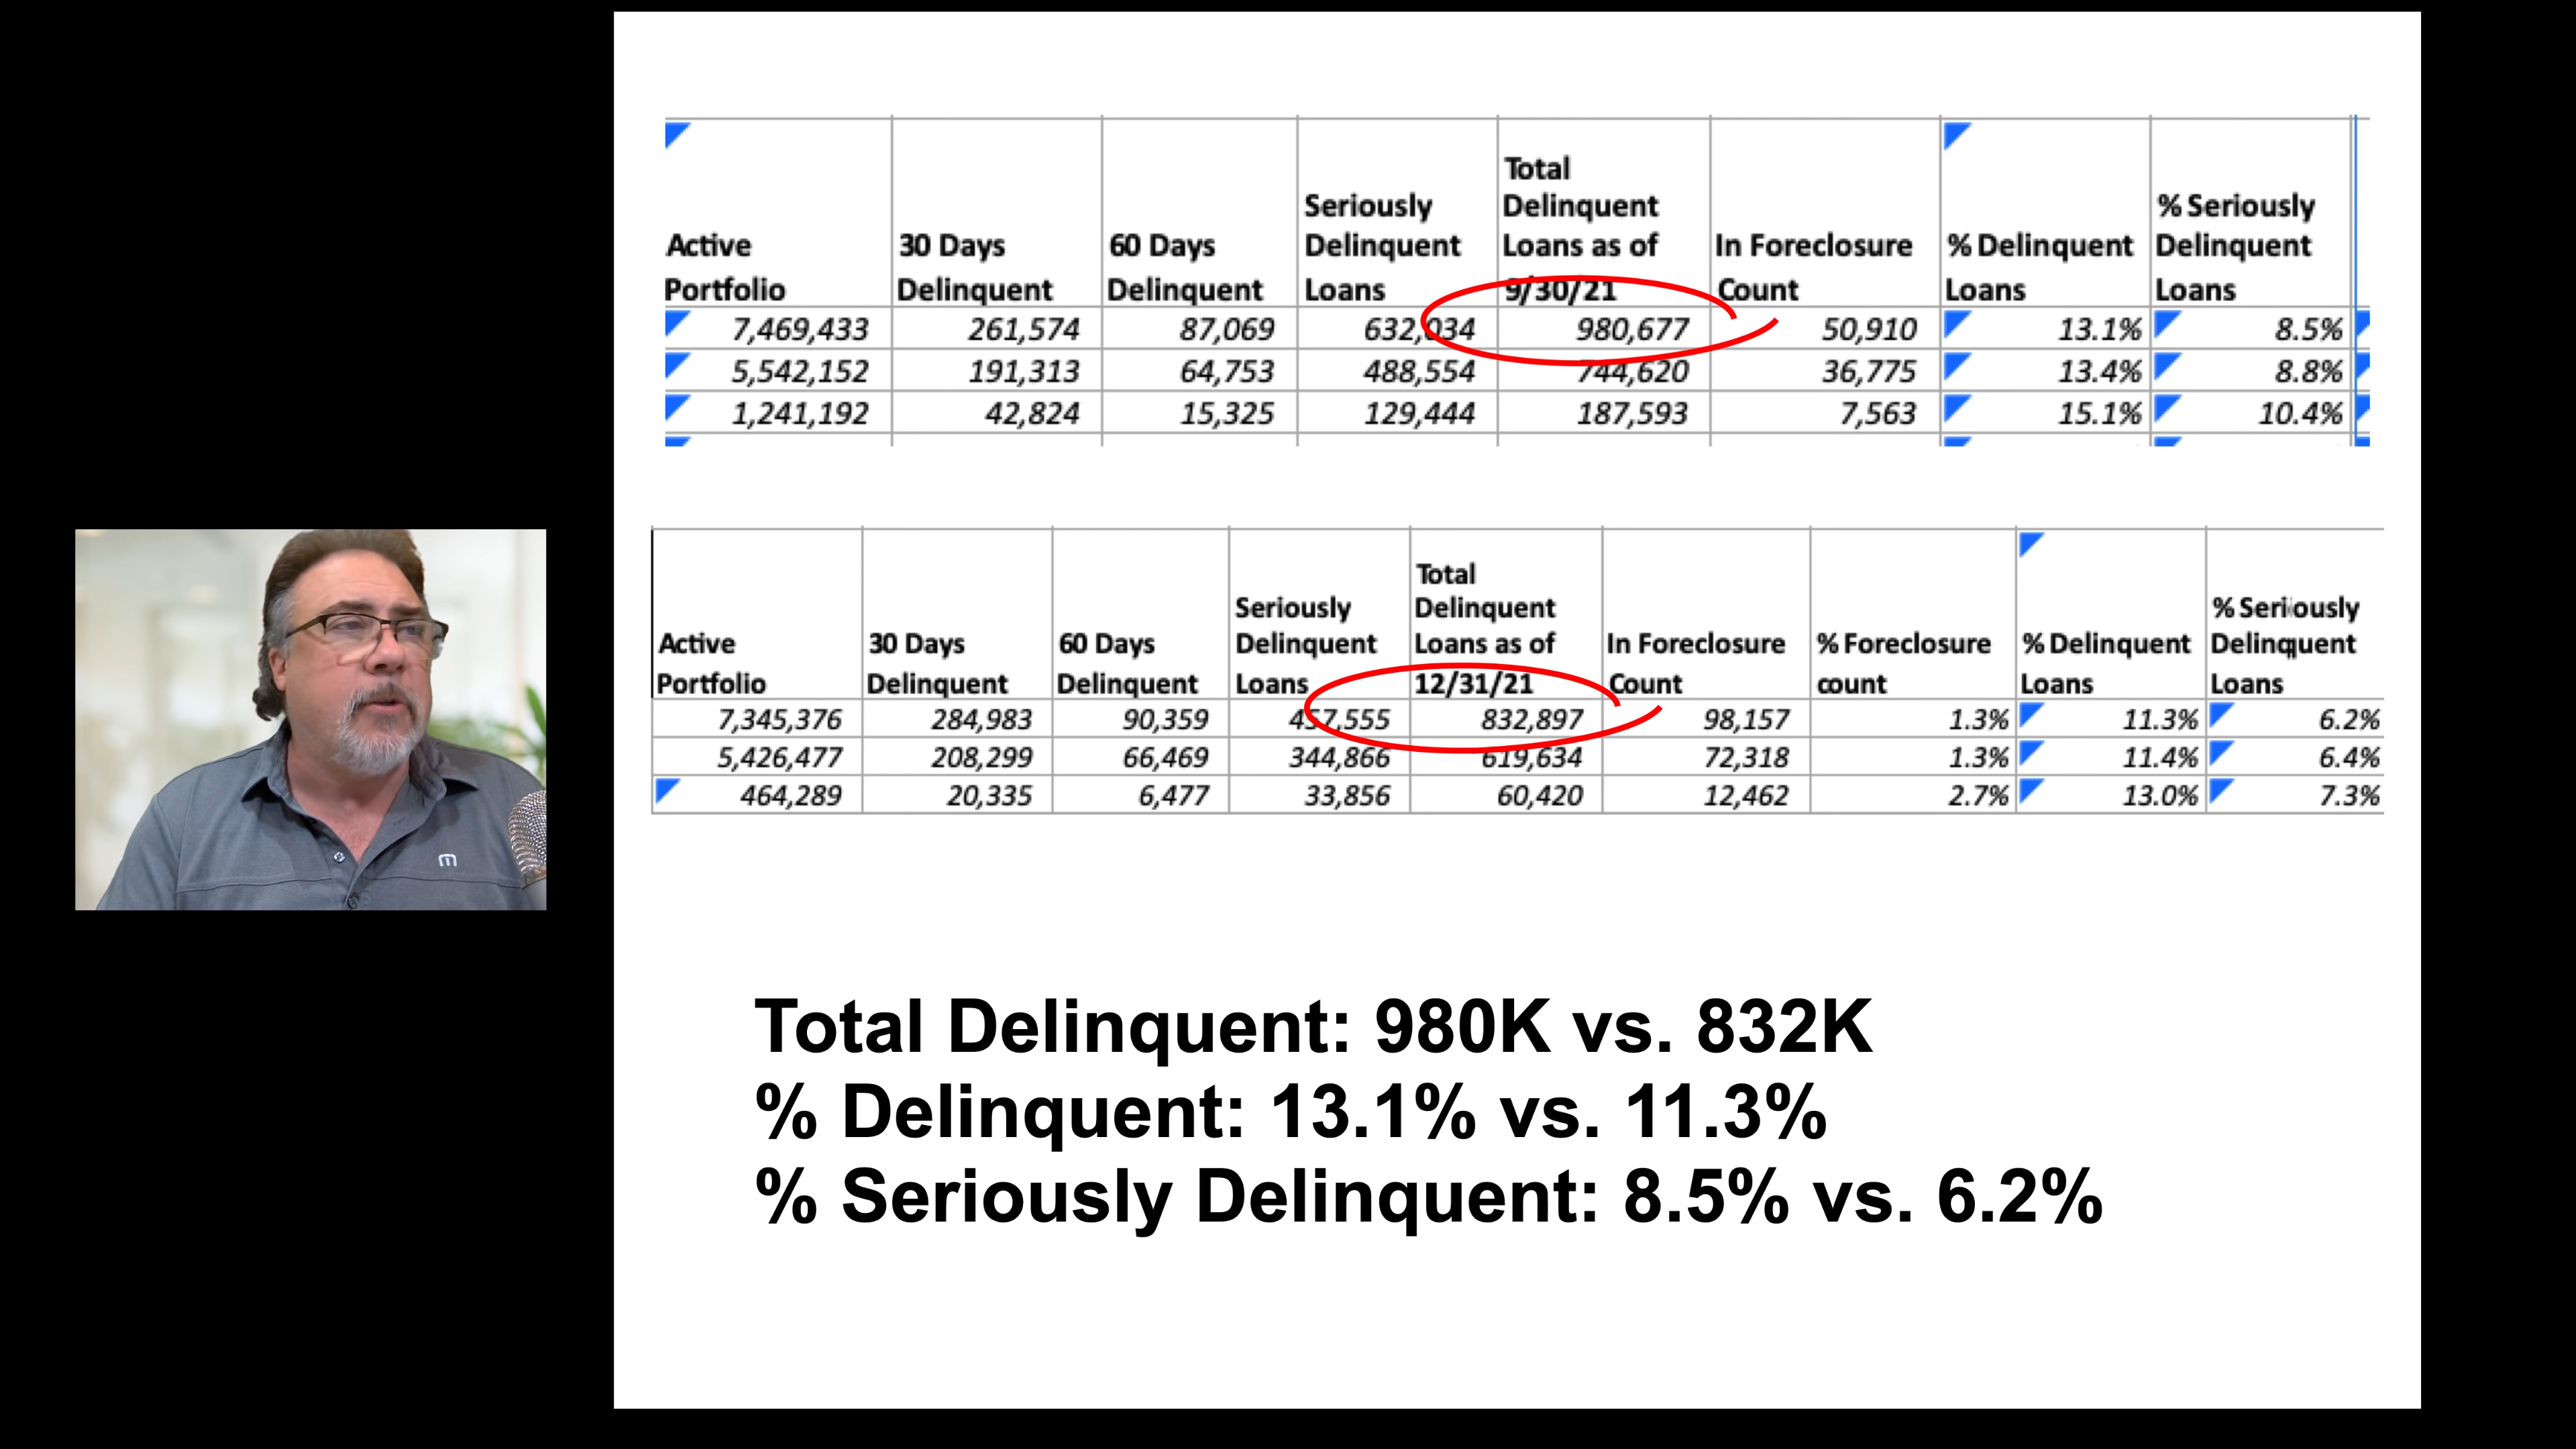 Active Portfolio | 30 Days Delinquent | 60 Days Delinquent | Seriously Delinquent Loans | Total Delinquent Loans as of 9/30/21 | In Foreclosure Count | % Delinquent Loans | % Seriously Delinquent Loans
7,469,433 | 261,574 | 87,069 | 632,034 | 980,677 | 50,910 | 13.1% | 8.5%
5,542,152 | 191,313 | 64,753 | 488,554 | 744,620 | 36,775 | 13.4% | 8.8%
1,241,192 | 42,824 | 15,325 | 129,444 | 187,593 | 7,563 | 15.1% | 10.4%
Active Portfolio | 30 Days Delinquent | 60 Days Delinquent | Seriously Delinquent Loans | Total Delinquent Loans as of 12/31/21 | In Foreclosure Count | % Foreclosure count | % Delinquent Loans | % Seriously Delinquent Loans
7,345,376 | 284,983 | 90,359 | 457,555 | 832,897 | 98,157 | 1.3% | 11.3% | 6.2%
5,426,477 | 208,299 | 66,469 | 344,866 | 619,634 | 72,318 | 1.3% | 11.4% | 6.4%
464,289 | 20,335 | 6,477 | 33,856 | 60,420 | 12,462 | 2.7% | 13.0% | 7.3%
Total Delinquent: 980K vs. 832K
% Delinquent: 13.1% vs. 11.3%
% Seriously Delinquent: 8.5% vs. 6.2%